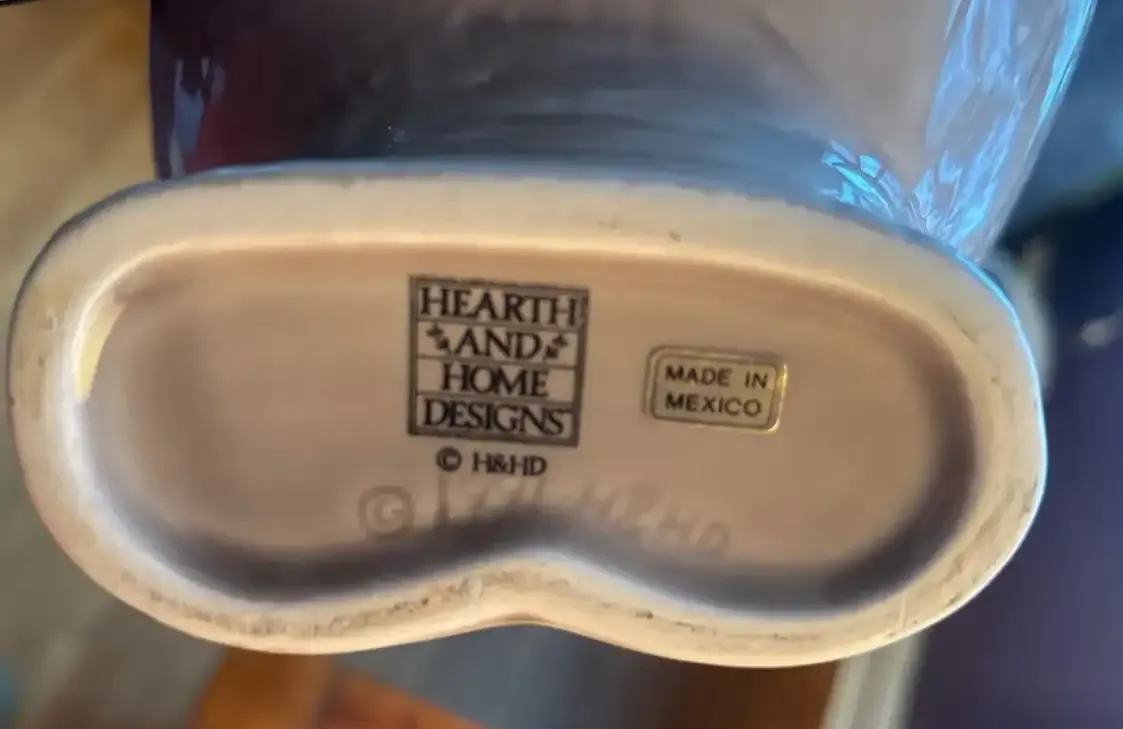 HEARTH
AND
HOME
DESIGNS
© H&HD
MADE IN
MEXICO